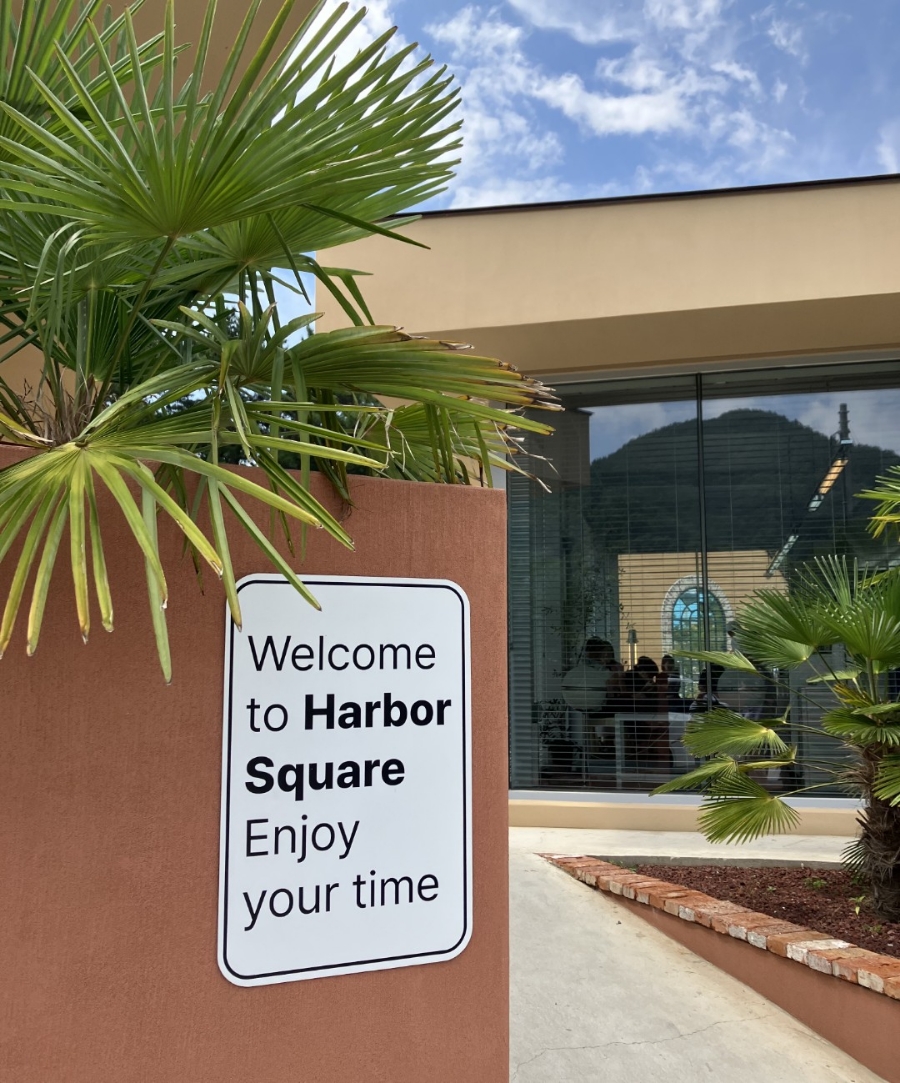 Welcome
to Harbor
Square
Enjoy
your time